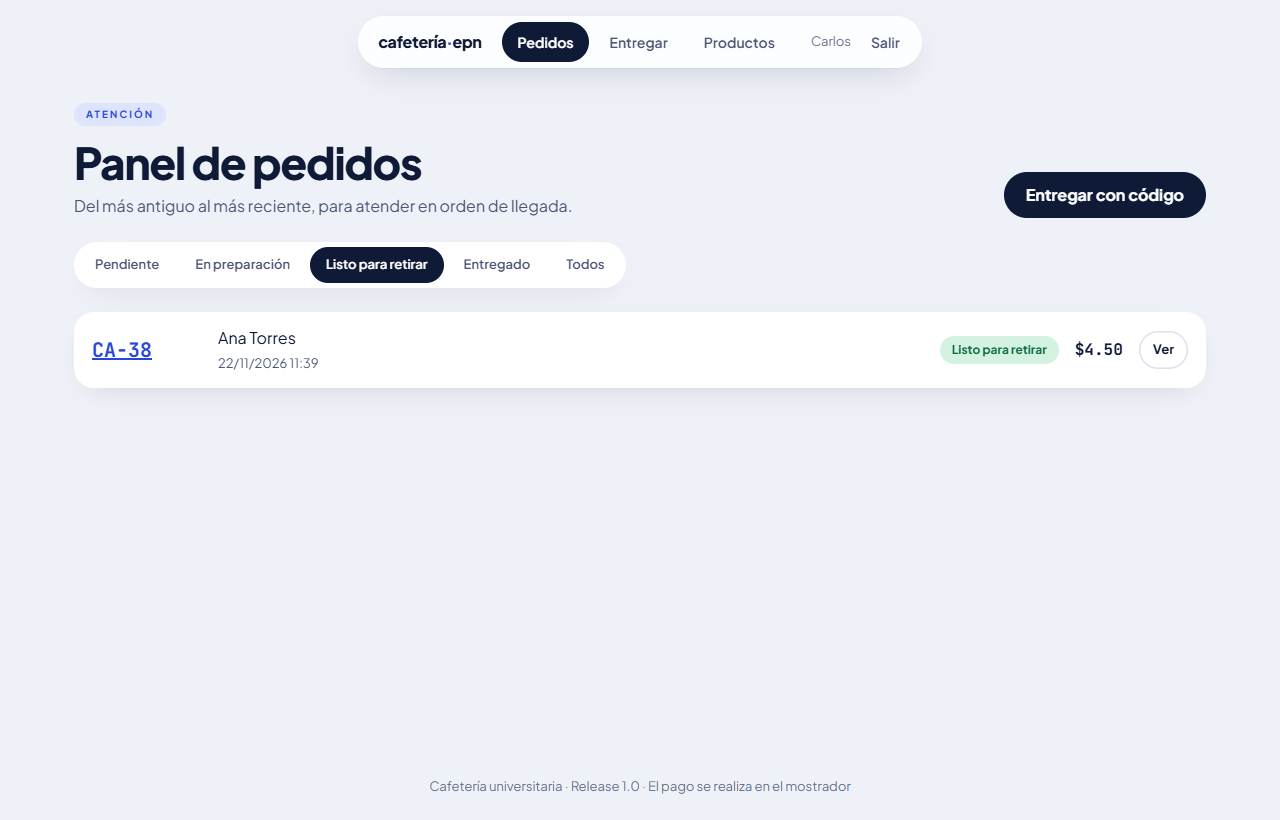 cafetería·epn Pedidos Entregar Productos Carlos Salir
ATENCIÓN
Panel de pedidos
Del más antiguo al más reciente, para atender en orden de llegada.
Entregar con código
Pendiente En preparación Listo para retirar Entregado Todos
CA-38 Ana Torres Listo para retirar $4.50 Ver
22/11/2026 11:39
Cafetería universitaria · Release 1.0 · El pago se realiza en el mostrador